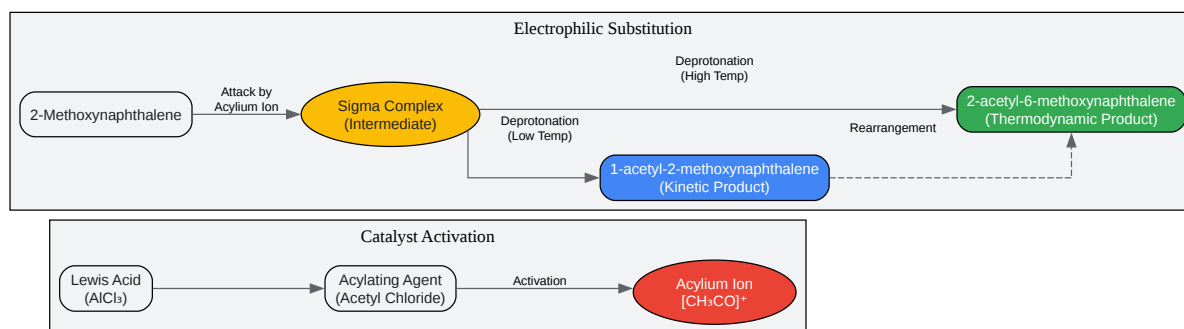 Electrophilic Substitution
Deprotonation
(High Temp)
Attack by
Acylium Ion
2-Methoxynaphthalene
Sigma Complex
(Intermediate)
2-acetyl-6-methoxynaphthalene
(Thermodynamic Product)
Deprotonation
(Low Temp)
Rearrangement
1-acetyl-2-methoxynaphthalene
(Kinetic Product)
Catalyst Activation
Lewis Acid
(AlCl₃)
Acylating Agent
(Acetyl Chloride)
Activation
Acylium Ion
[CH₃CO]⁺